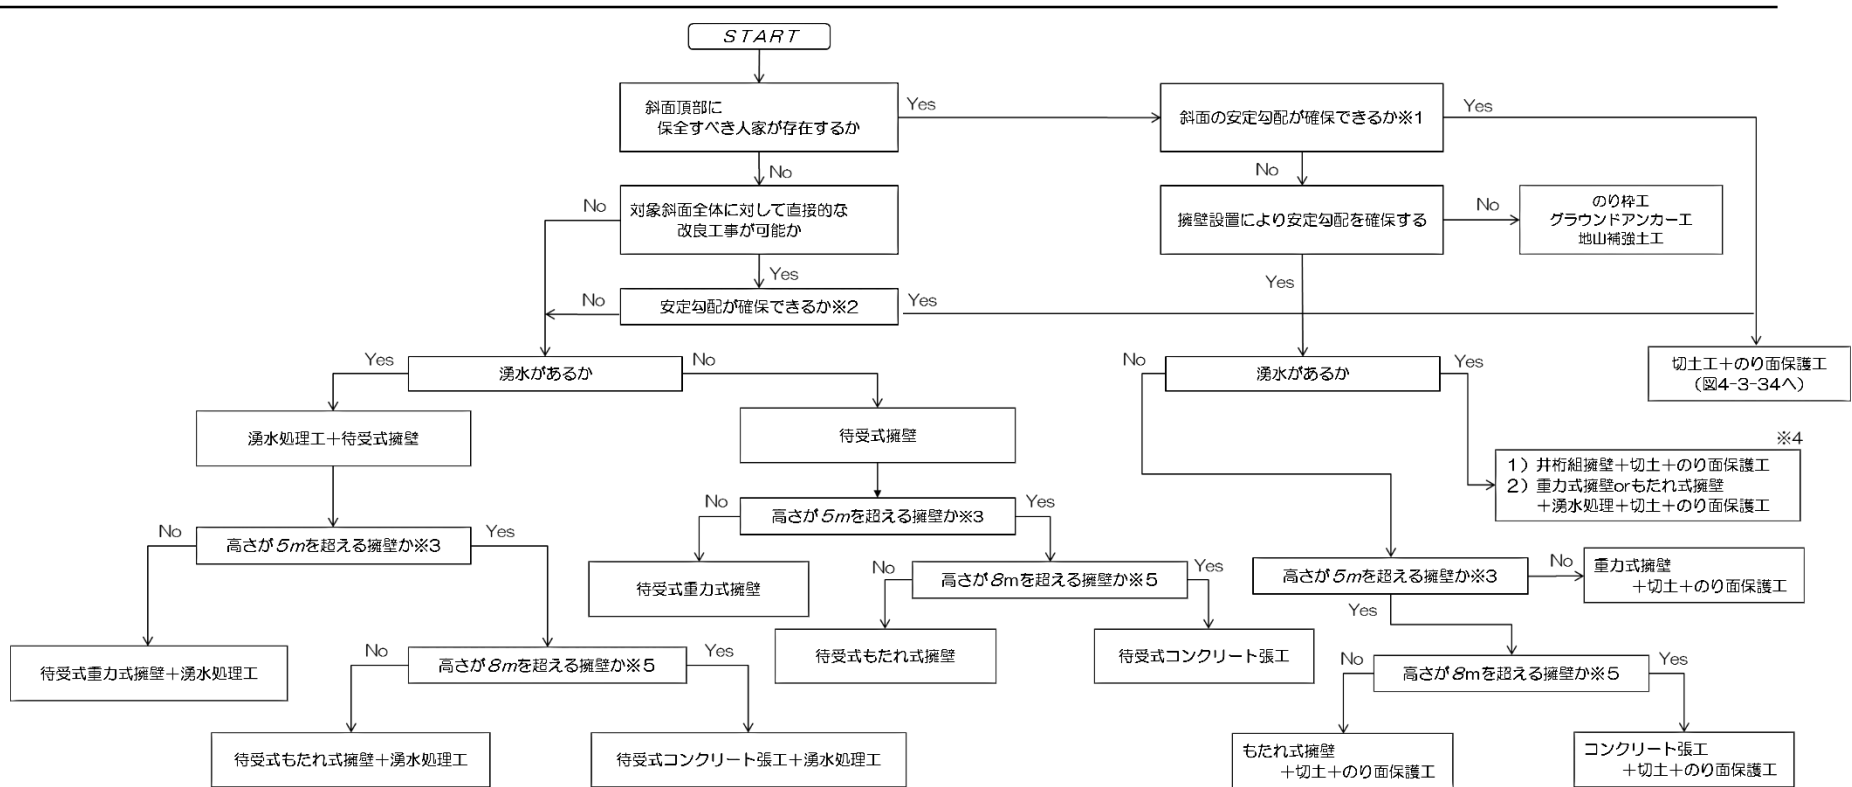 START
斜面頂部に
保全すべき人家が存在するか
Yes
斜面の安定勾配が確保できるか※1
Yes
No
No
対象斜面全体に対して直接的な
改良工事が可能か
No
擁壁設置により安定勾配を確保する
No
のり枠工
グラウンドアンカー工
地山補強土工
Yes
Yes
安定勾配が確保できるか※2
No
Yes
湧水があるか
Yes
No
湧水があるか
No
Yes
切土工+のり面保護工
(図4-3-34へ)
湧水処理工+待受式擁壁
待受式擁壁
※4
1)井桁組擁壁+切土+のり面保護工
2)重力式擁壁orもたれ式擁壁
+湧水処理+切土+のり面保護工
No
高さが5mを超える擁壁か※3
Yes
No
高さが5mを超える擁壁か※3
Yes
待受式重力式擁壁
No
高さが8mを超える擁壁か※5
Yes
高さが5mを超える擁壁か※3
No
重力式擁壁
+切土+のり面保護工
Yes
待受式もたれ式擁壁
待受式コンクリート張工
待受式重力式擁壁+湧水処理工
No
高さが8mを超える擁壁か※5
Yes
No
高さが8mを超える擁壁か※5
Yes
待受式もたれ式擁壁+湧水処理工
待受式コンクリート張工+湧水処理工
もたれ式擁壁
+切土+のり面保護工
コンクリート張工
+切土+のり面保護工